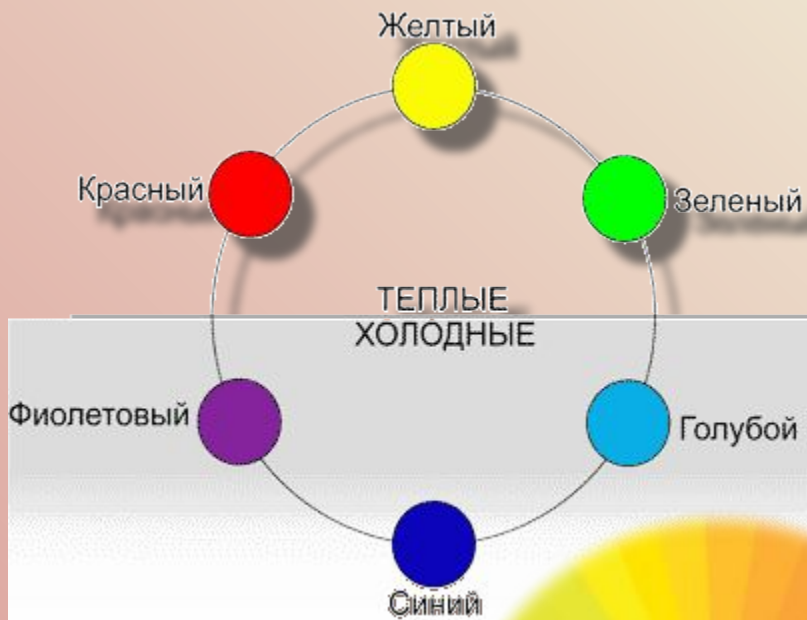 Желтый
Красный
Зеленый
ТЕПЛЫЕ
ХОЛОДНЫЕ
Фиолетовый
Голубой
Синий